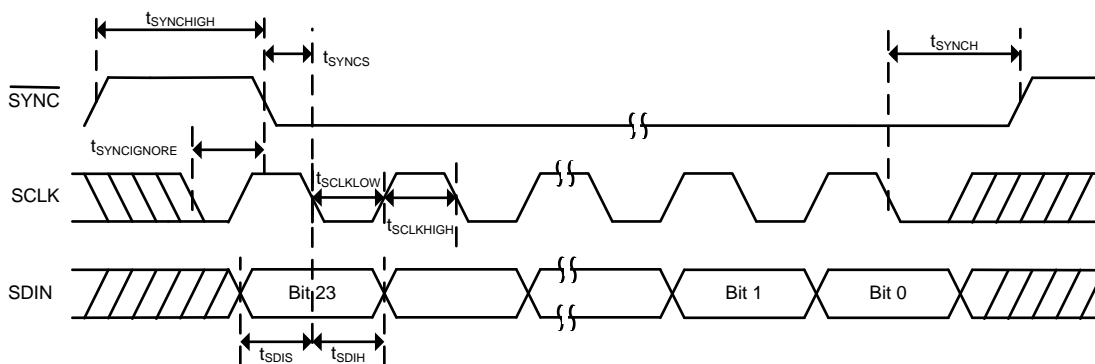 tSYNCHIGH
tSYNCS
tSYNCH
SYNC
tSYNCIGNORE
tSCLKLOW
SCLK
tSCLKHIGH
SDIN
Bit 23
Bit 1
Bit 0
tSDIS
tSDIH